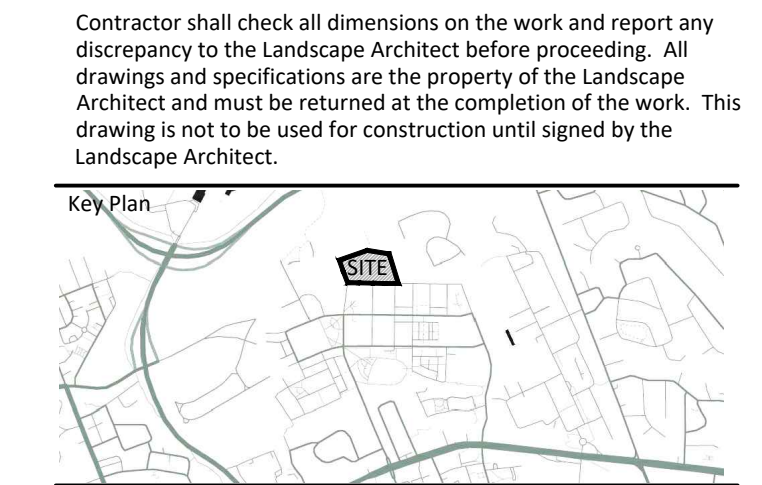 Contractor shall check all dimensions on the work and report any
discrepancy to the Landscape Architect before proceeding.  All
drawings and specifications are the property of the Landscape
Architect and must be returned at the completion of the work.  This
drawing is not to be used for construction until signed by the
Landscape Architect.
Key Plan
SITE